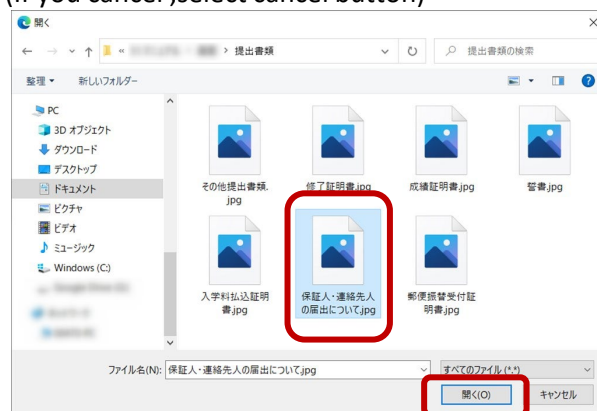 (if you cancel ,select cancel button)
開く
« 提出書類
提出書類の検索
整理 新しいフォルダー
PC
3D オブジェクト
ダウンロード
デスクトップ
ドキュメント
ピクチャ
ビデオ
ミュージック
Windows (C:)
その他提出書類.
jpg
修了証明書.jpg
成績証明書.jpg
誓書.jpg
入学料払込証明
書.jpg
保証人・連絡先人
の届出について.jpg
郵便振替受付証
明書.jpg
ファイル名(N): 保証人・連絡先人の届出について.jpg すべてのファイル (*.*)
開く(O) キャンセル